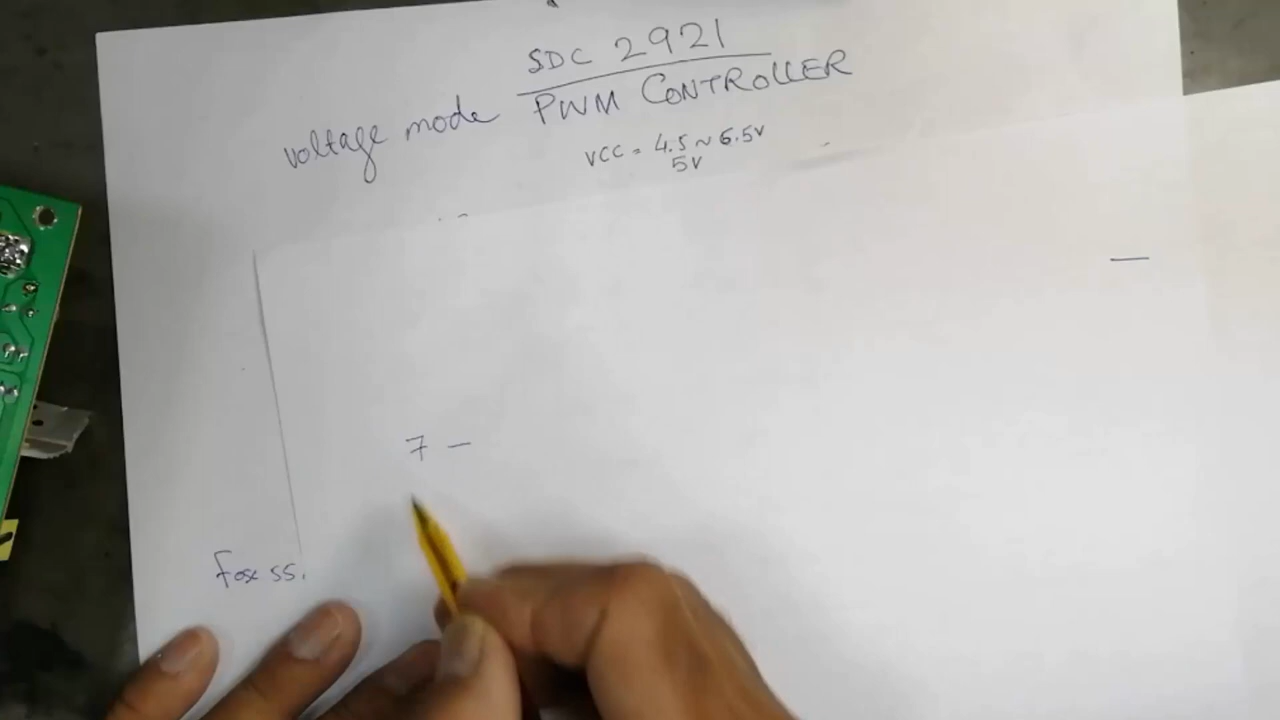 SDC 2921
voltage mode PWM CONTROLLER
VCC = 4.5 ~ 6.5V
5V
7 —
For SS.